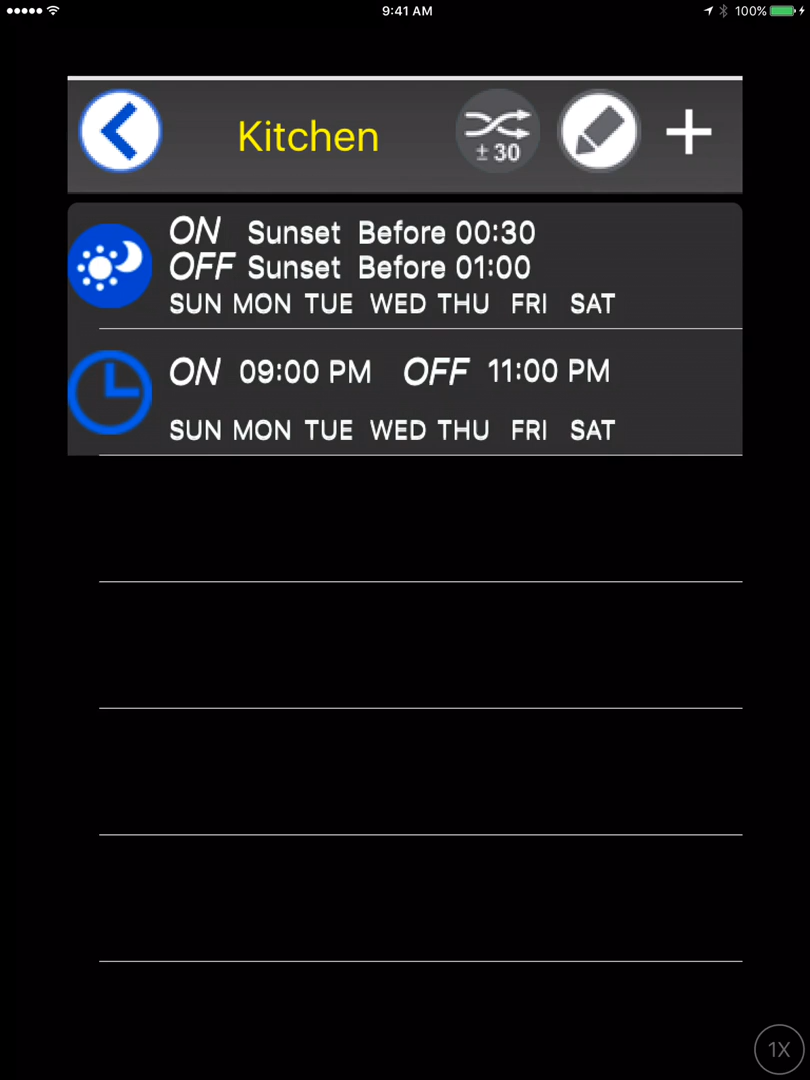 9:41 AM
100%
Kitchen
± 30
ON Sunset Before 00:30
OFF Sunset Before 01:00
SUN MON TUE WED THU FRI SAT
ON 09:00 PM OFF 11:00 PM
SUN MON TUE WED THU FRI SAT
1X